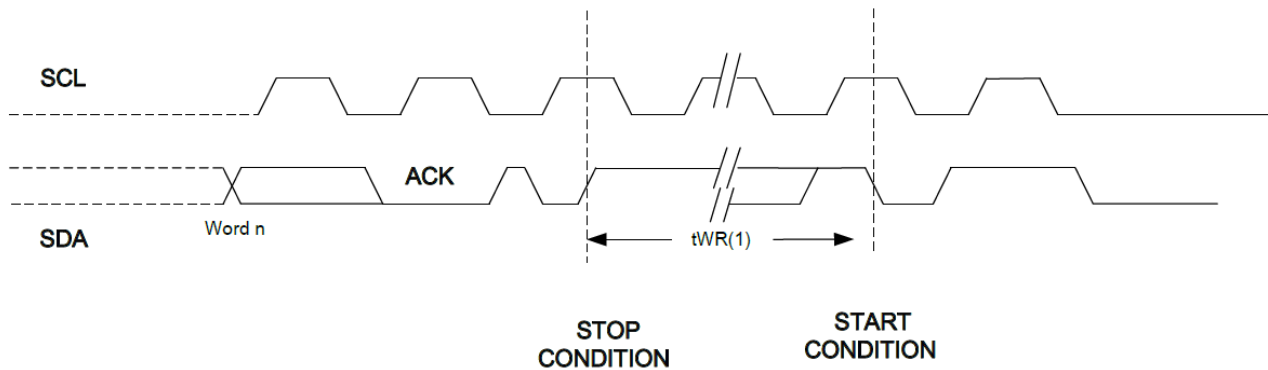 SCL
ACK
SDA
Word n
tWR(1)
STOP
CONDITION
START
CONDITION